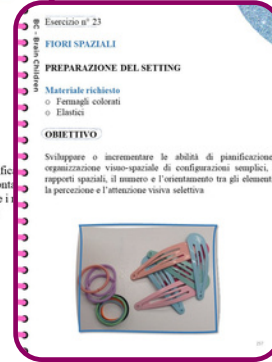 Esercizio n° 23
BC - Brain Children
FIORI SPAZIALI
PREPARAZIONE DEL SETTING
Materiale richiesto
o Fermagli colorati
o Elastici
OBIETTIVO
Sviluppare o incrementare le abilità di pianificazione
organizzazione visuo-spaziale di configurazioni semplici, i
rapporti spaziali, il numero e l'orientamento tra gli element
la percezione e l'attenzione visiva selettiva